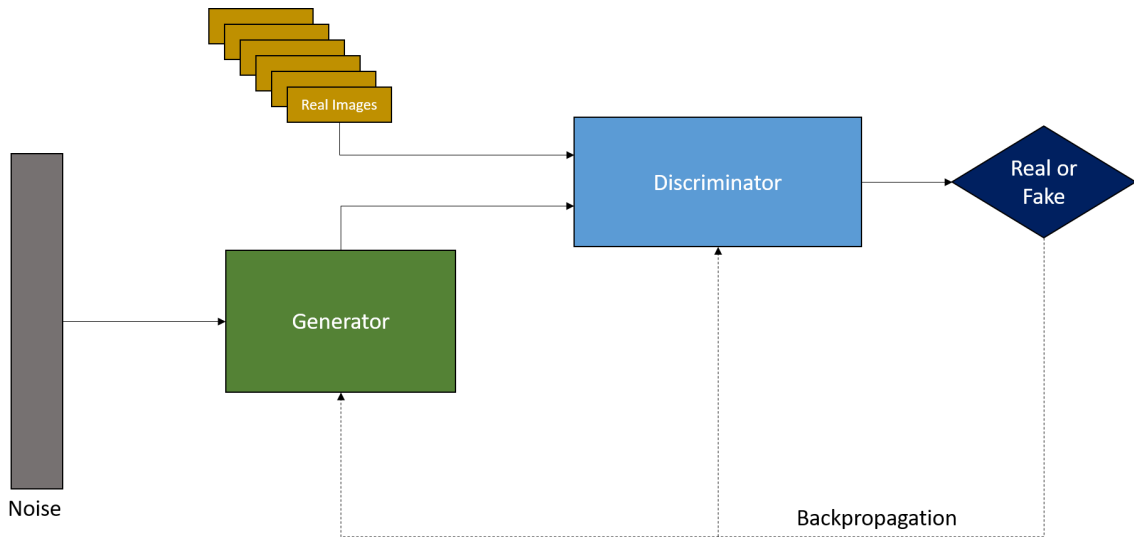 Real Images
Discriminator
Real or
Fake
Generator
Noise
Backpropagation